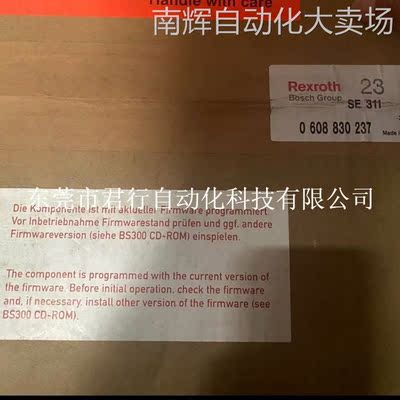 Handle with care
南辉自动化大卖场
Rexroth 23
Bosch Group SE 311
0 608 830 237
Made
东莞市君行自动化科技有限公司
Die Komponente ist mit aktueller Firmware programmiert.
Vor Inbetriebnahme Firmwarestand prüfen und ggf. andere
Firmwareversion (siehe BS300 CD-ROM) einspielen.
The component is programmed with the current version of
the firmware. Before initial operation, check the firmware
and, if necessary, install other version of the firmware (see
BS300 CD-ROM).